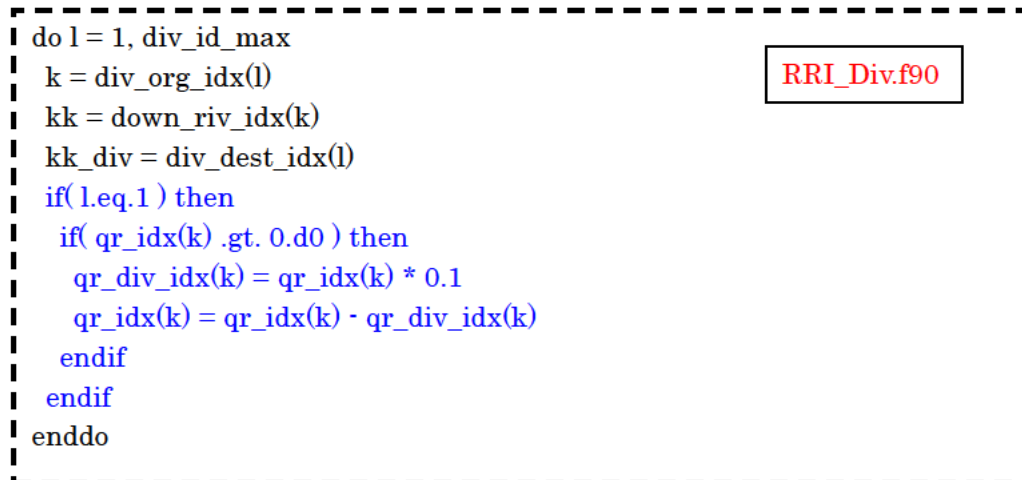 do l = 1, div_id_max
k = div_org_idx(l)
kk = down_riv_idx(k)
kk_div = div_dest_idx(l)
if( l.eq.1 ) then
if( qr_idx(k) .gt. 0.d0 ) then
qr_div_idx(k) = qr_idx(k) * 0.1
qr_idx(k) = qr_idx(k) - qr_div_idx(k)
endif
endif
enddo
RRI_Div.f90